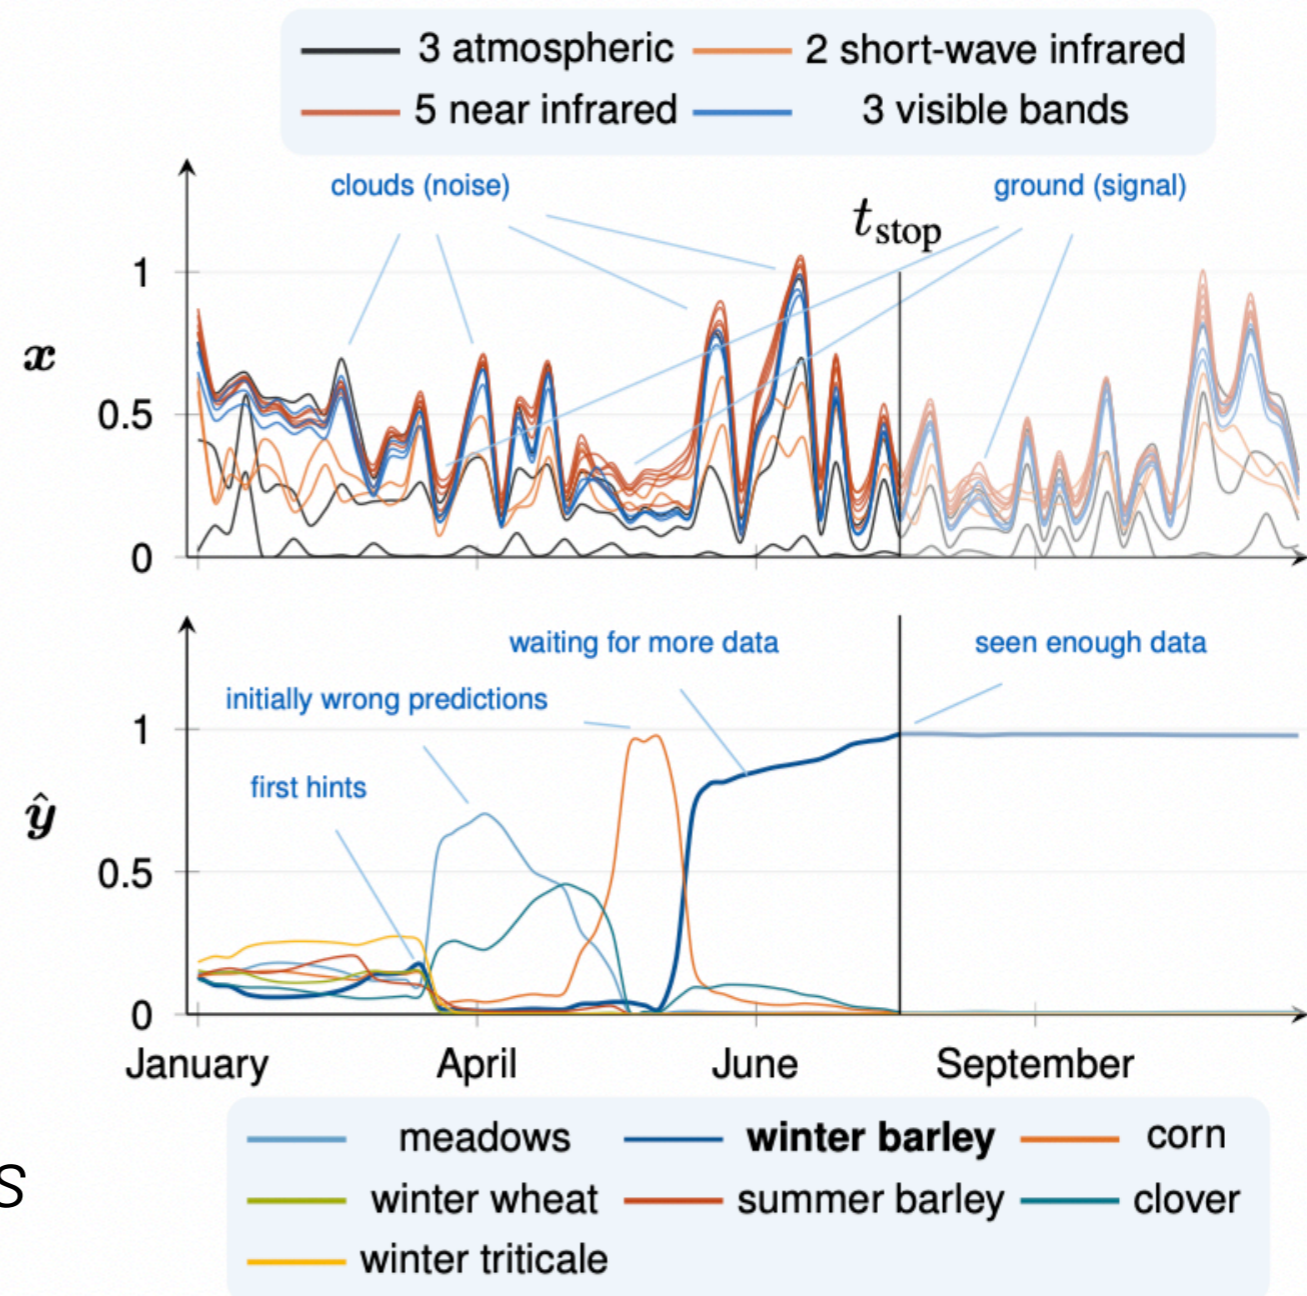 3 atmospheric 2 short-wave infrared
5 near infrared 3 visible bands
clouds (noise) ground (signal)
t_stop
1
x
0.5
0
waiting for more data seen enough data
initially wrong predictions
1
first hints
ŷ
0.5
0
January April June September
meadows winter barley corn
s
winter wheat summer barley clover
winter triticale